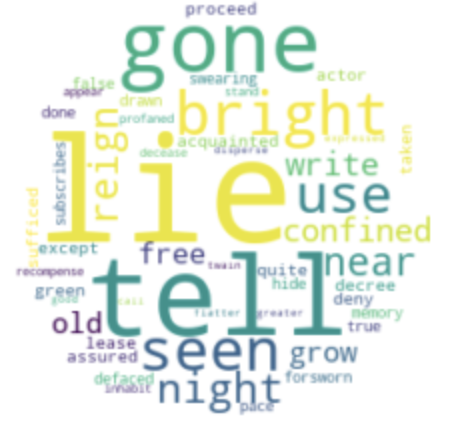 proceed
gone
swearing
actor
false
appear
drawn
stand
bright
done
profaned
reign
acquainted
expressed
taken
decease
disperse
subscribes
lie
write
use
sufficed
confined
except
free
near
recompense
twain
quite
tell
green
hide
decree
good
call
flatter
greater
deny
memory
old
true
lease
seen
assured
grow
defaced
night
forsworn
inhabit
pace